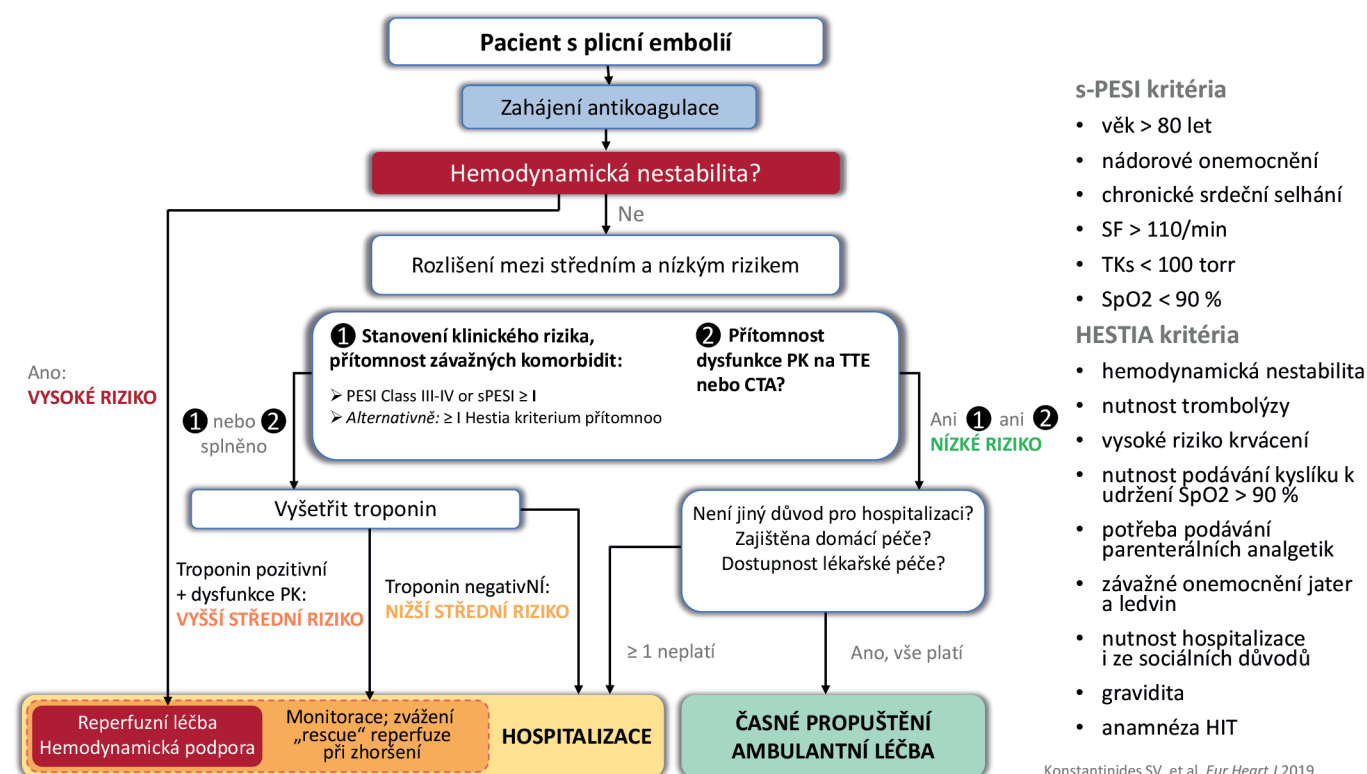 Pacient s plicní embolií
Zahájení antikoagulace
Hemodynamická nestabilita?
Ne
Rozlišení mezi středním a nízkým rizikem
1 Stanovení klinického rizika,
přítomnost závažných komorbidit:
➢ PESI Class III-IV or sPESI ≥ I
➢ Alternativně: ≥ I Hestia kriterium přítomnoo
2 Přítomnost
dysfunkce PK na TTE
nebo CTA?
Ano:
VYSOKÉ RIZIKO
1 nebo 2
splněno
Ani 1 ani 2
NÍZKÉ RIZIKO
Vyšetřit troponin
Není jiný důvod pro hospitalizaci?
Zajištěna domácí péče?
Dostupnost lékařské péče?
Troponin pozitivní
+ dysfunkce PK:
VYŠŠÍ STŘEDNÍ RIZIKO
Troponin negativNÍ:
NIŽŠÍ STŘEDNÍ RIZIKO
≥ 1 neplatí
Ano, vše platí
Reperfuzní léčba
Hemodynamická podpora
Monitorace; zvážení
„rescue" reperfuze
při zhoršení
HOSPITALIZACE
ČASNÉ PROPUŠTĚNÍ
AMBULANTNÍ LÉČBA
s-PESI kritéria
• věk > 80 let
• nádorové onemocnění
• chronické srdeční selhání
• SF > 110/min
• TKs < 100 torr
• SpO2 < 90 %
HESTIA kritéria
• hemodynamická nestabilita
• nutnost trombolýzy
• vysoké riziko krvácení
• nutnost podávání kyslíku k
udržení SpO2 > 90 %
• potřeba podávání
parenterálních analgetik
• závažné onemocnění jater
a ledvin
• nutnost hospitalizace
i ze sociálních důvodů
• gravidita
• anamnéza HIT
Konstantinides SV, et al. Eur Heart J 2019